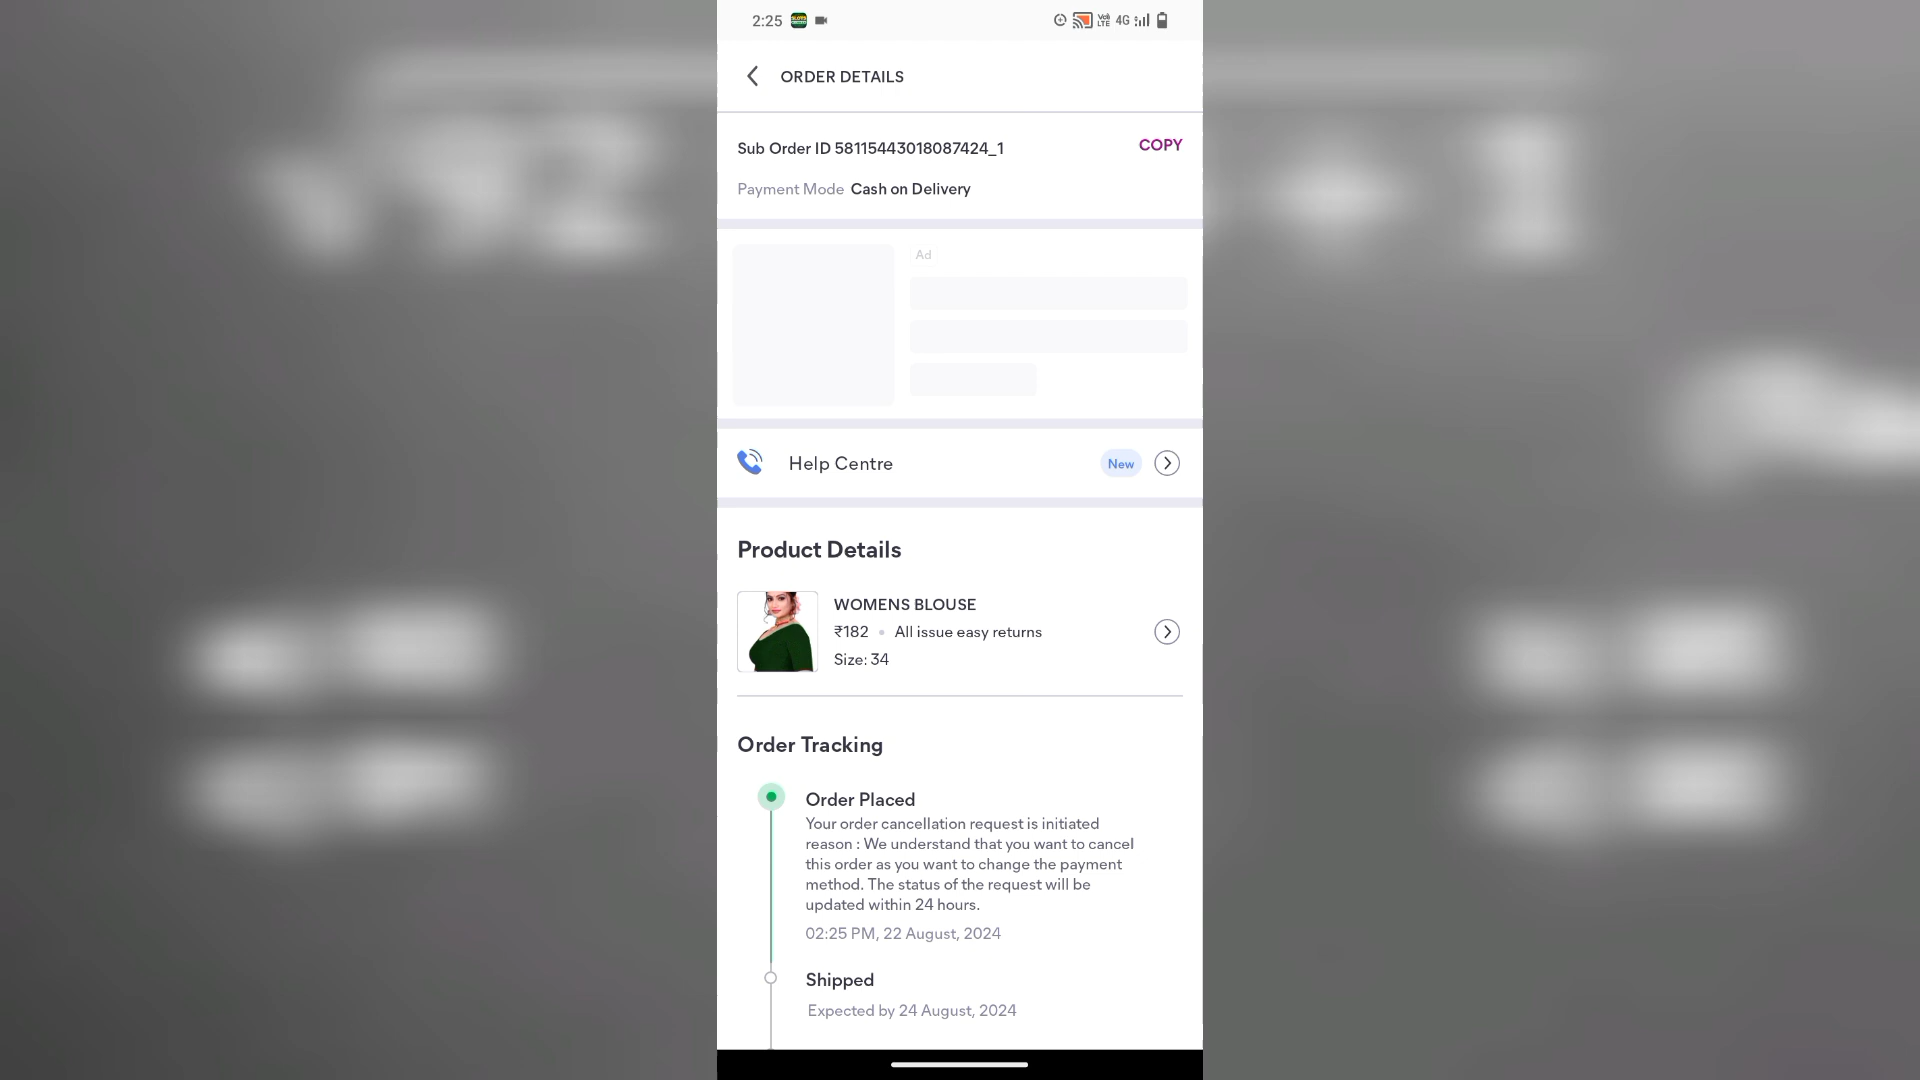 2:25
4G
ORDER DETAILS
Sub Order ID 58115443018087424_1
COPY
Payment Mode Cash on Delivery
Ad
Help Centre
New
Product Details
WOMENS BLOUSE
₹182 • All issue easy returns
Size: 34
Order Tracking
Order Placed
Your order cancellation request is initiated
reason : We understand that you want to cancel
this order as you want to change the payment
method. The status of the request will be
updated within 24 hours.
02:25 PM, 22 August, 2024
Shipped
Expected by 24 August, 2024